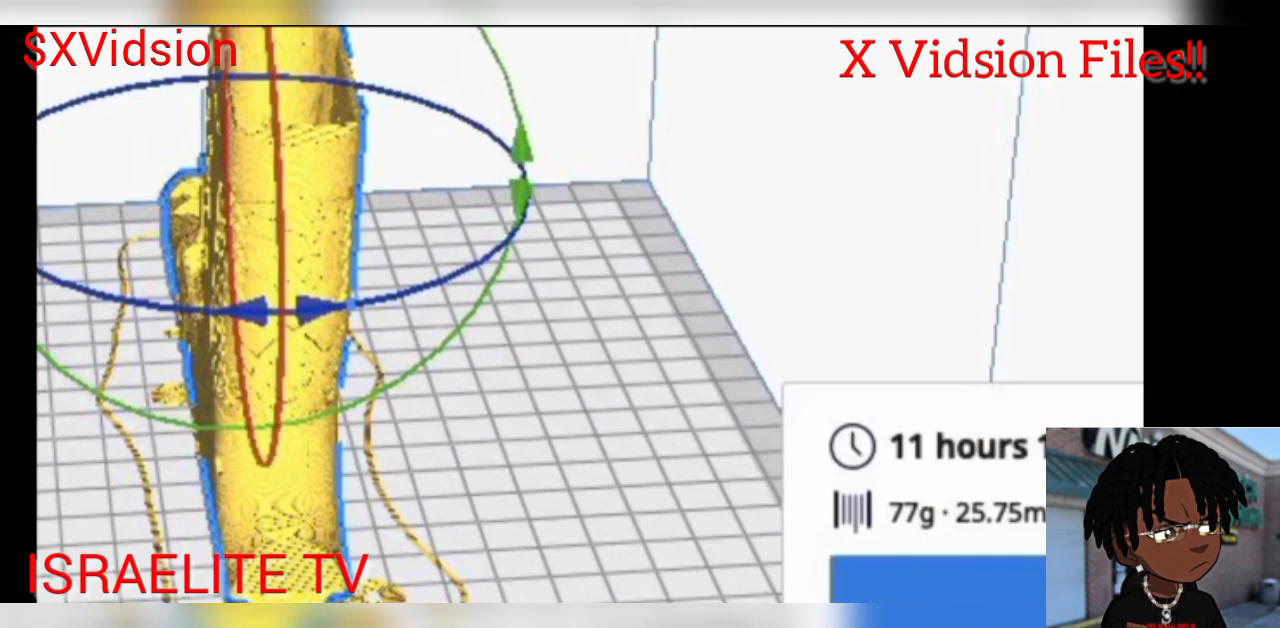 $XVidsion
X Vidsion Files!!
11 hours
77g · 25.75m
ISRAELITE TV